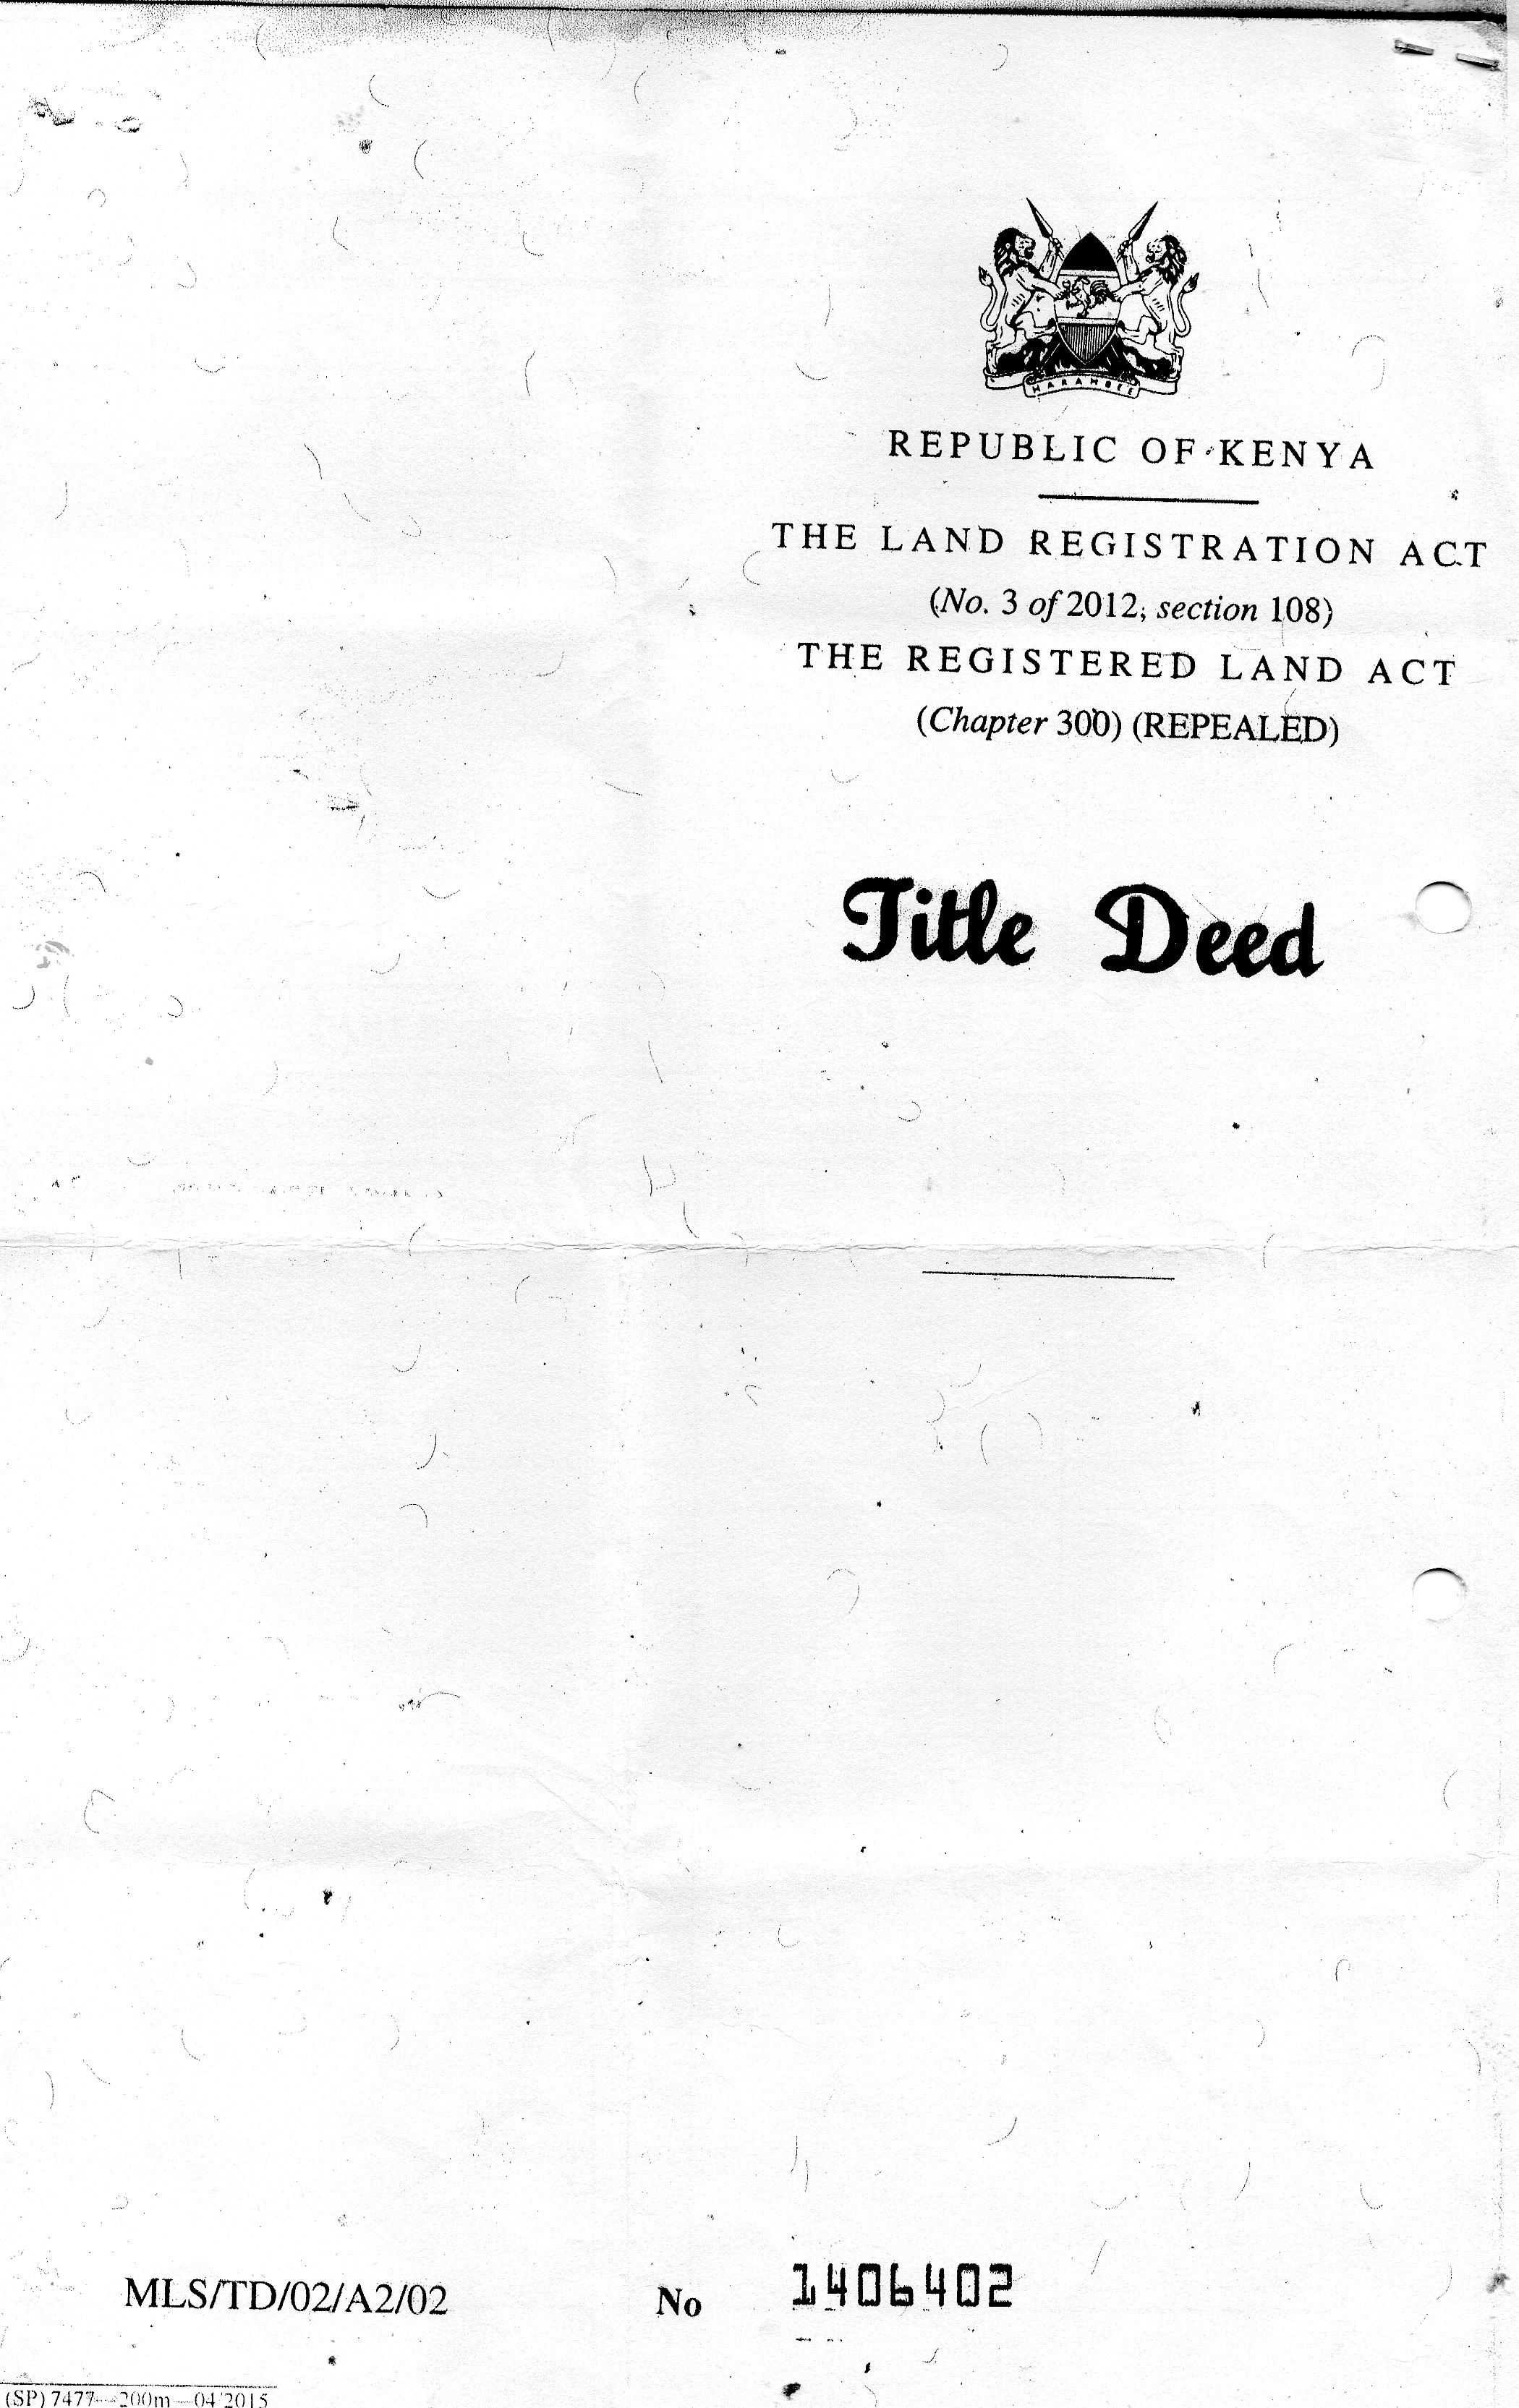 HARAMBEE
REPUBLIC OF KENYA
THE LAND REGISTRATION ACT
(No. 3 of 2012, section 108)
THE REGISTERED LAND ACT
(Chapter 300) (REPEALED)
Title Deed
MLS/TD/02/A2/02 No 1406402
(SP) 7477—200m—04/2015